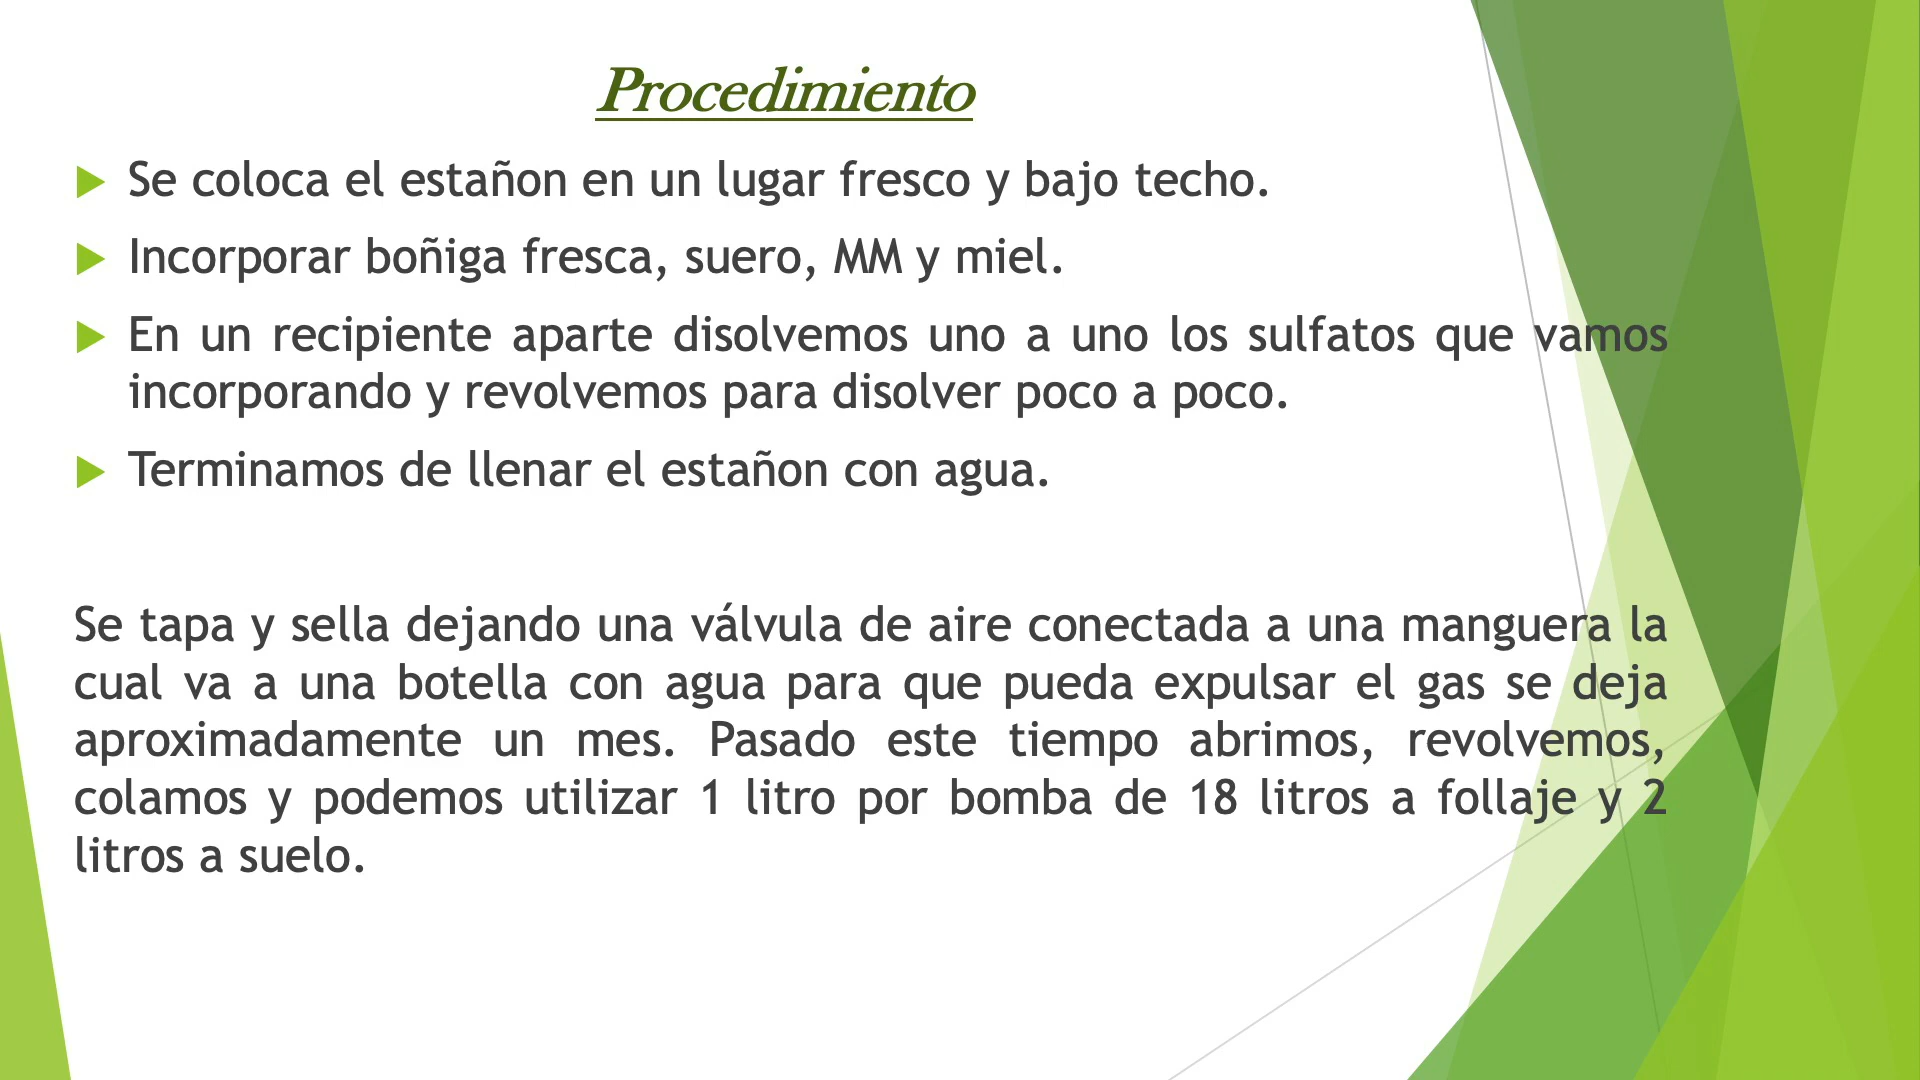 Procedimiento
Se coloca el estañon en un lugar fresco y bajo techo.
Incorporar boñiga fresca, suero, MM y miel.
En un recipiente aparte disolvemos uno a uno los sulfatos que vamos
incorporando y revolvemos para disolver poco a poco.
Terminamos de llenar el estañon con agua.
Se tapa y sella dejando una válvula de aire conectada a una manguera la
cual va a una botella con agua para que pueda expulsar el gas se deja
aproximadamente un mes. Pasado este tiempo abrimos, revolvemos,
colamos y podemos utilizar 1 litro por bomba de 18 litros a follaje y 2
litros a suelo.